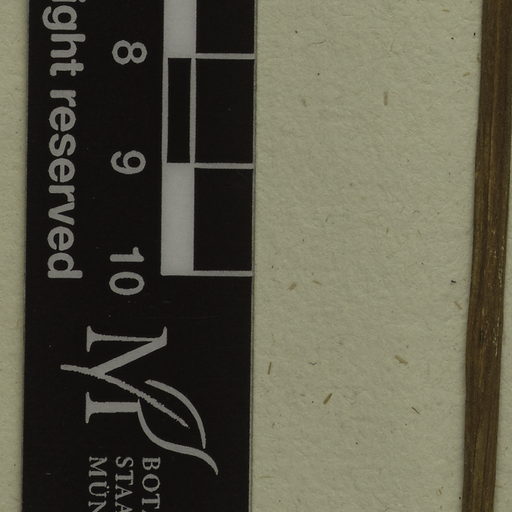 ight reserved
8
9
10
M
BOT
STAA
MÜN